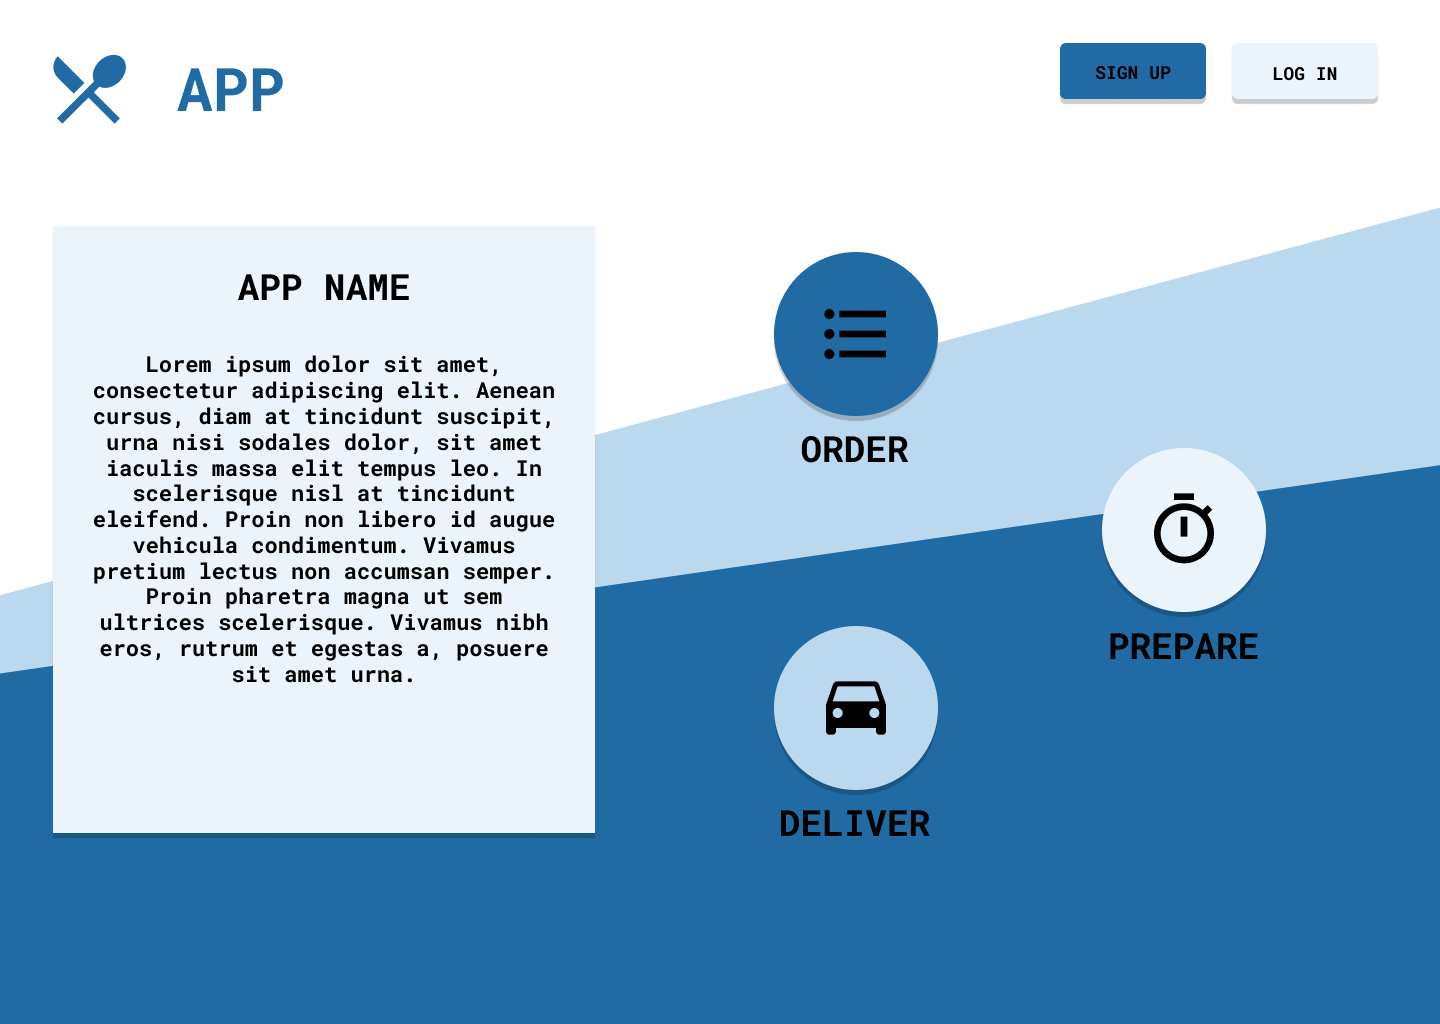 APP
SIGN UP
LOG IN
APP NAME
Lorem ipsum dolor sit amet,
consectetur adipiscing elit. Aenean
cursus, diam at tincidunt suscipit,
urna nisi sodales dolor, sit amet
iaculis massa elit tempus leo. In
scelerisque nisl at tincidunt
eleifend. Proin non libero id augue
vehicula condimentum. Vivamus
pretium lectus non accumsan semper.
Proin pharetra magna ut sem
ultrices scelerisque. Vivamus nibh
eros, rutrum et egestas a, posuere
sit amet urna.
ORDER
PREPARE
DELIVER